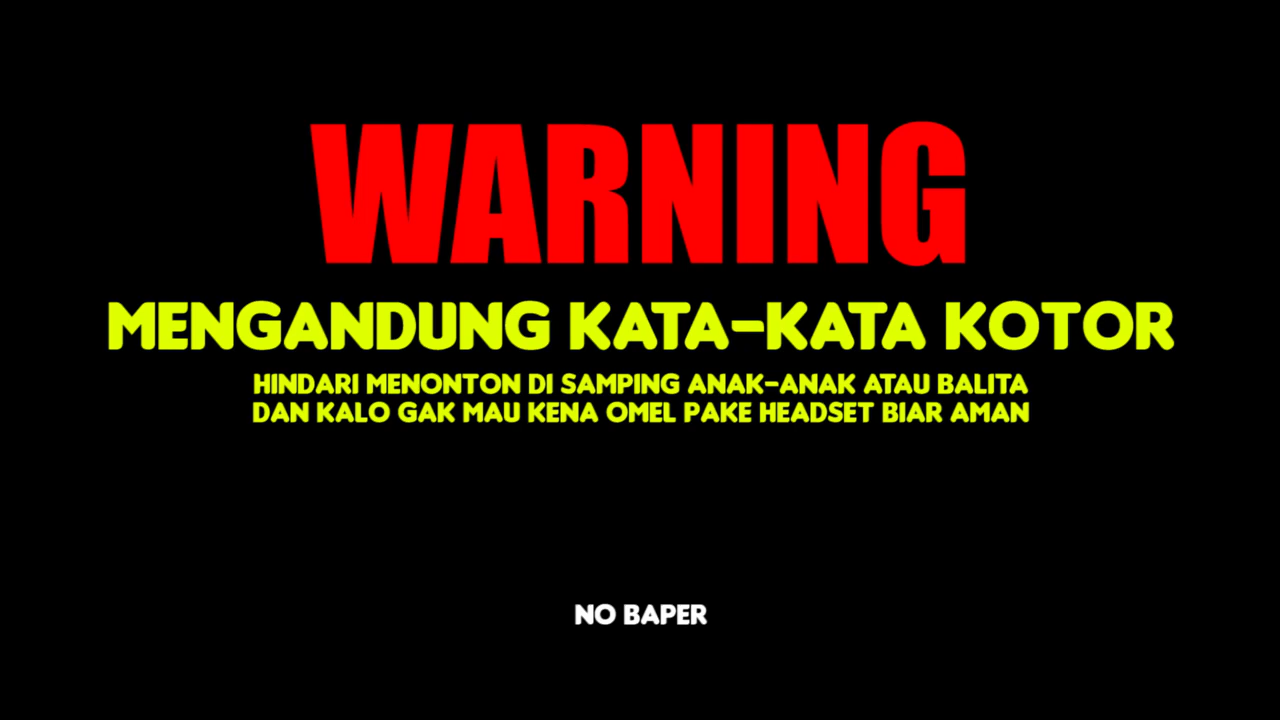 WARNING
MENGANDUNG KATA-KATA KOTOR
HINDARI MENONTON DI SAMPING ANAK-ANAK ATAU BALITA
DAN KALO GAK MAU KENA OMEL PAKE HEADSET BIAR AMAN
NO BAPER